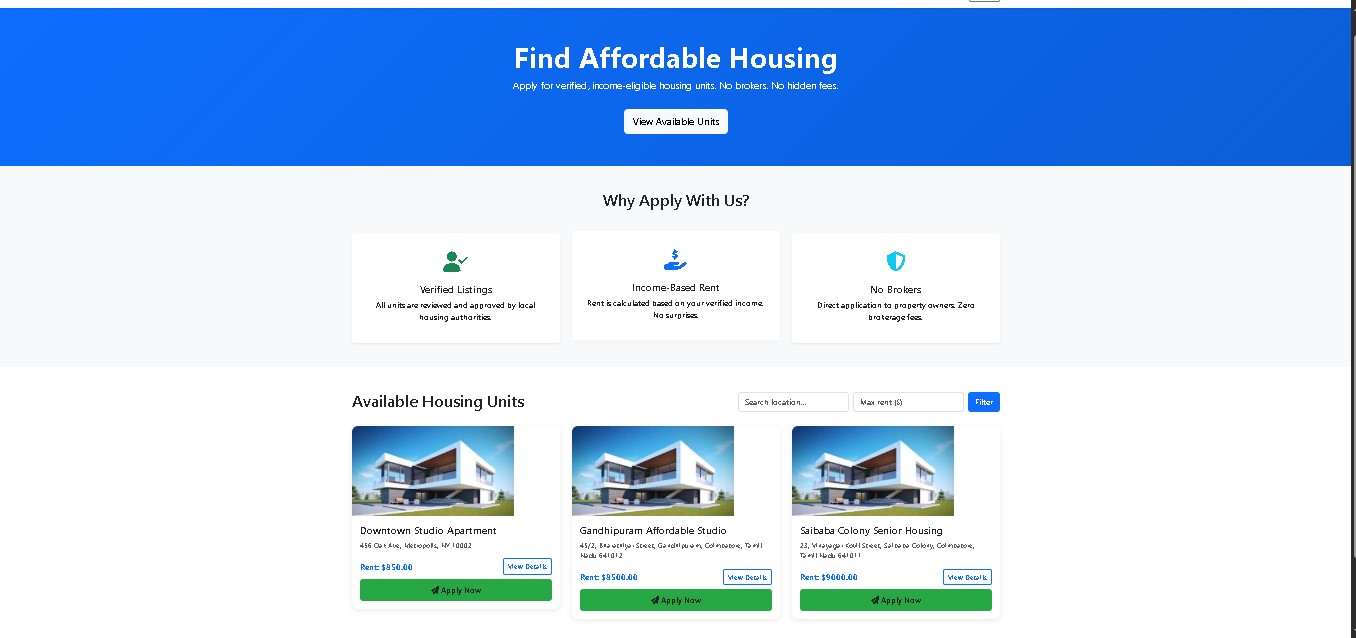 Find Affordable Housing
Apply for verified, income-eligible housing units. No brokers. No hidden fees.
View Available Units
Why Apply With Us?
Verified Listings
All units are reviewed and approved by local
housing authorities.
Income-Based Rent
Rent is calculated based on your verified income.
No surprises.
No Brokers
Direct application to property owners. Zero
brokerage fees.
Available Housing Units
Search location...
Max rent ($)
Filter
Downtown Studio Apartment
456 Oak Ave, Metropolis, NY 10002
Rent: $850.00
View Details
Apply Now
Gandhipuram Affordable Studio
45/2, Street, Gandhipuram, Coimbatore, Tamil
Nadu 641012
Rent: $8500.00
View Details
Apply Now
Saibaba Colony Senior Housing
23, Vinayagar Kovil Street, Saibaba Colony, Coimbatore,
Tamil Nadu 641011
Rent: $9000.00
View Details
Apply Now